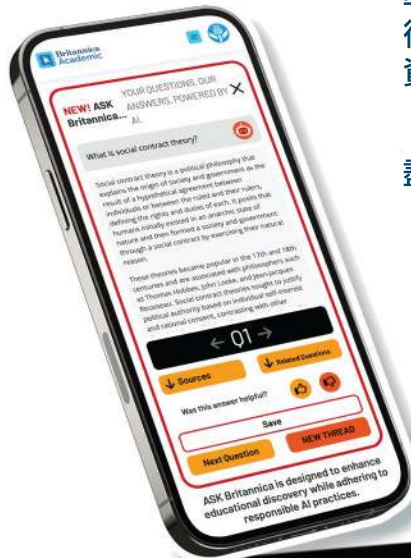 Britannica
Academic
NEW! ASK
Britannica...
YOUR QUESTIONS, OUR
ANSWERS, POWERED BY
AI.
What is social contract theory?
Social contract theory is a political philosophy that
explains the origin of society and government as the
result of a hypothetical agreement between
individuals or between the ruled and their rulers,
defining the rights and duties of each. It posits that
humans initially existed in an anarchic state of
nature and then formed a society and government
through a social contract by exercising their natural
reason.
These theories became popular in the 17th and 18th
centuries and are associated with philosophers such
as Thomas Hobbes, John Locke, and Jean-Jacques
Rousseau. Social contract theories sought to justify
political authority based on individual self-interest
and rational consent, contrasting with other
← Q1 →
↓ Sources
↓ Related Questions
Was this answer helpful?
Save
Next Question
NEW THREAD
ASK Britannica is designed to enhance
educational discovery while adhering to
responsible AI practices.